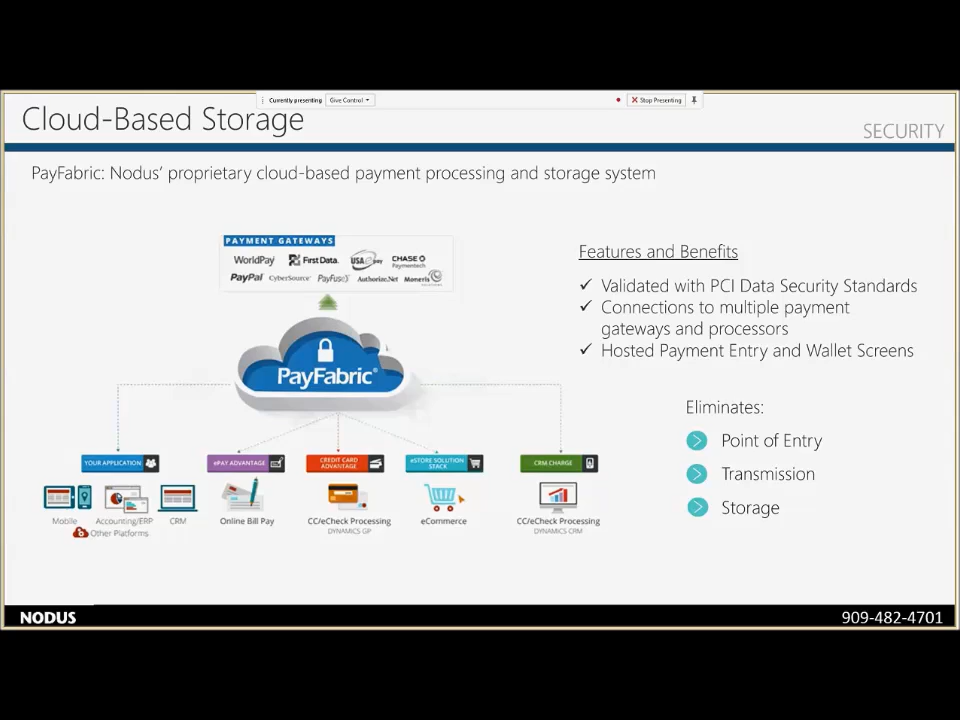 Currently presenting Give Control Stop Presenting
Cloud-Based Storage
SECURITY
PayFabric: Nodus’ proprietary cloud-based payment processing and storage system
PAYMENT GATEWAYS
WorldPay First Data. USA ePay CHASE Paymentech
PayPal CyberSource Authorize.Net Moneris
PayFabric®
YOUR APPLICATION
ePAY ADVANTAGE
CREDIT CARD
ADVANTAGE
eSTORE SOLUTION
STACK
CRM CHARGE
Mobile
Accounting/ERP
CRM
Other Platforms
Online Bill Pay
CC/eCheck Processing
DYNAMICS GP
eCommerce
CC/eCheck Processing
DYNAMICS CRM
Features and Benefits
✓ Validated with PCI Data Security Standards
✓ Connections to multiple payment
gateways and processors
✓ Hosted Payment Entry and Wallet Screens
Eliminates:
Point of Entry
Transmission
Storage
NODUS
909-482-4701